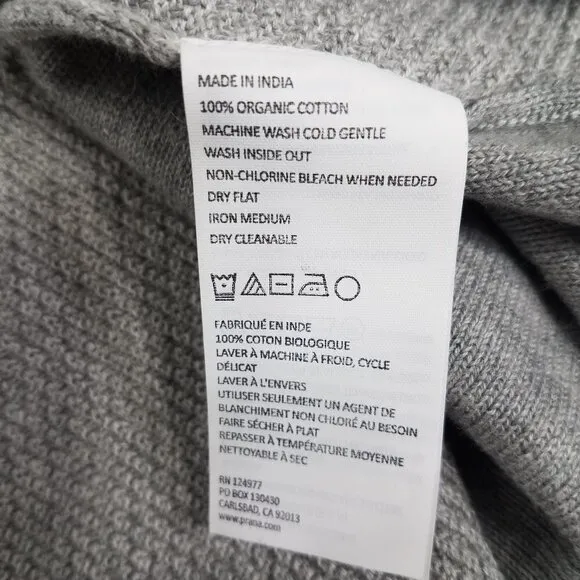 MADE IN INDIA
100% ORGANIC COTTON
MACHINE WASH COLD GENTLE
WASH INSIDE OUT
NON-CHLORINE BLEACH WHEN NEEDED
DRY FLAT
IRON MEDIUM
DRY CLEANABLE
FABRIQUÉ EN INDE
100% COTON BIOLOGIQUE
LAVER À MACHINE À FROID, CYCLE
DÉLICAT
LAVER À L'ENVERS
UTILISER SEULEMENT UN AGENT DE
BLANCHIMENT NON CHLORÉ AU BESOIN
FAIRE SÉCHER À PLAT
REPASSER À TEMPÉRATURE MOYENNE
NETTOYABLE À SEC
RN 124977
PO BOX 130430
CARLSBAD, CA 92013
www.prana.com